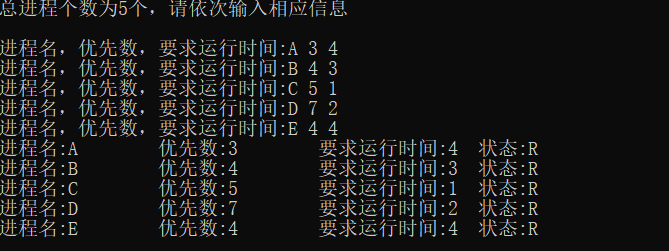 总进程个数为5个，请依次输入相应信息
进程名，优先数，要求运行时间:A 3 4
进程名，优先数，要求运行时间:B 4 3
进程名，优先数，要求运行时间:C 5 1
进程名，优先数，要求运行时间:D 7 2
进程名，优先数，要求运行时间:E 4 4
进程名:A 优先数:3 要求运行时间:4 状态:R
进程名:B 优先数:4 要求运行时间:3 状态:R
进程名:C 优先数:5 要求运行时间:1 状态:R
进程名:D 优先数:7 要求运行时间:2 状态:R
进程名:E 优先数:4 要求运行时间:4 状态:R